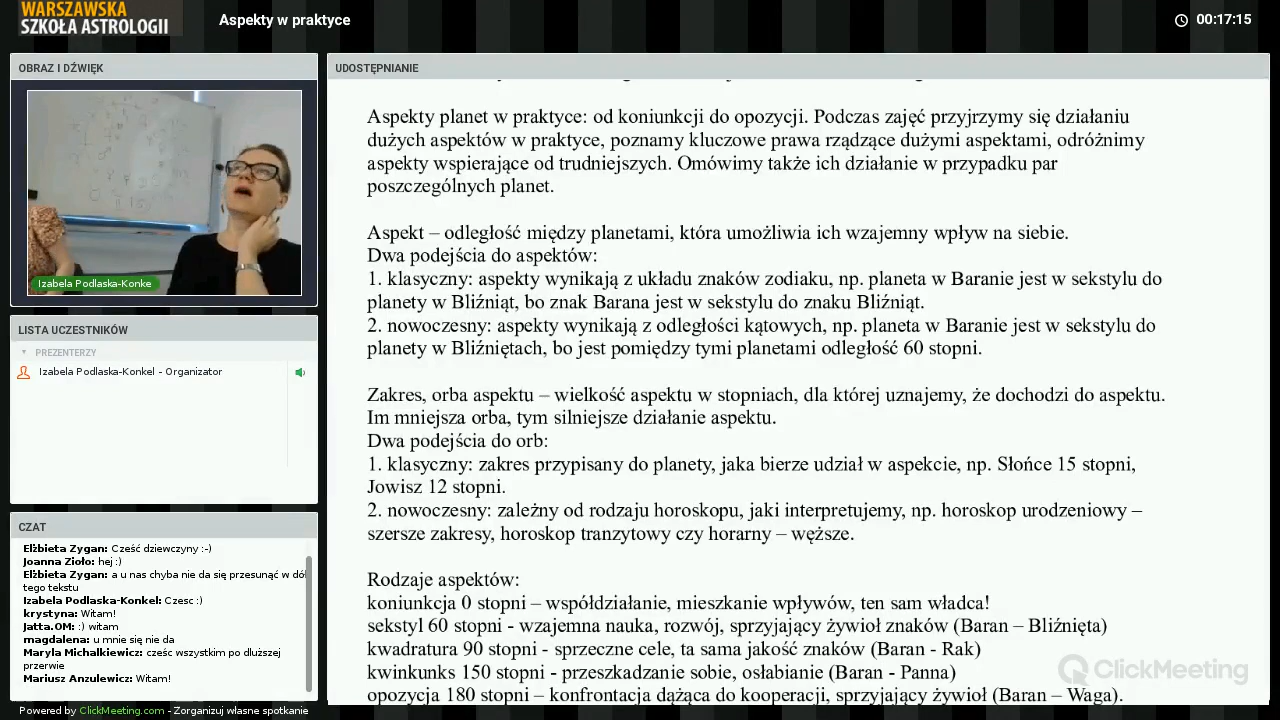 WARSZAWSKA
SZKOŁA ASTROLOGII
Aspekty w praktyce
00:17:15
OBRAZ I DŹWIĘK
Izabela Podlaska-Konke
LISTA UCZESTNIKÓW
PREZENTERZY
Izabela Podlaska-Konkel - Organizator
CZAT
Elżbieta Zygan: Cześć dziewczyny :-)
Joanna Zioło: hej :)
Elżbieta Zygan: a u nas chyba nie da się przesunąć w dół
tego tekstu
Izabela Podlaska-Konkel: Czesc :)
krystyna: Witam!
Jatta.OM: :) witam
magdalena: u mnie się nie da
Maryla Michalkiewicz: cześc wszystkim po dluższej
przerwie
Mariusz Anzulewicz: Witam!
Powered by ClickMeeting.com - Zorganizuj własne spotkanie
UDOSTĘPNIANIE
Aspekty planet w praktyce: od koniunkcji do opozycji. Podczas zajęć przyjrzymy się działaniu
dużych aspektów w praktyce, poznamy kluczowe prawa rządzące dużymi aspektami, odróżnimy
aspekty wspierające od trudniejszych. Omówimy także ich działanie w przypadku par
poszczególnych planet.
Aspekt – odległość między planetami, która umożliwia ich wzajemny wpływ na siebie.
Dwa podejścia do aspektów:
1. klasyczny: aspekty wynikają z układu znaków zodiaku, np. planeta w Baranie jest w sekstylu do
planety w Bliźniąt, bo znak Barana jest w sekstylu do znaku Bliźniąt.
2. nowoczesny: aspekty wynikają z odległości kątowych, np. planeta w Baranie jest w sekstylu do
planety w Bliźniętach, bo jest pomiędzy tymi planetami odległość 60 stopni.
Zakres, orba aspektu – wielkość aspektu w stopniach, dla której uznajemy, że dochodzi do aspektu.
Im mniejsza orba, tym silniejsze działanie aspektu.
Dwa podejścia do orb:
1. klasyczny: zakres przypisany do planety, jaka bierze udział w aspekcie, np. Słońce 15 stopni,
Jowisz 12 stopni.
2. nowoczesny: zależny od rodzaju horoskopu, jaki interpretujemy, np. horoskop urodzeniowy –
szersze zakresy, horoskop tranzytowy czy horarny – węższe.
Rodzaje aspektów:
koniunkcja 0 stopni – współdziałanie, mieszkanie wpływów, ten sam władca!
sekstyl 60 stopni - wzajemna nauka, rozwój, sprzyjający żywioł znaków (Baran – Bliźnięta)
kwadratura 90 stopni - sprzeczne cele, ta sama jakość znaków (Baran - Rak)
kwinkunks 150 stopni - przeszkadzanie sobie, osłabianie (Baran - Panna)
opozycja 180 stopni – konfrontacja dążąca do kooperacji, sprzyjający żywioł (Baran – Waga).
ClickMeeting